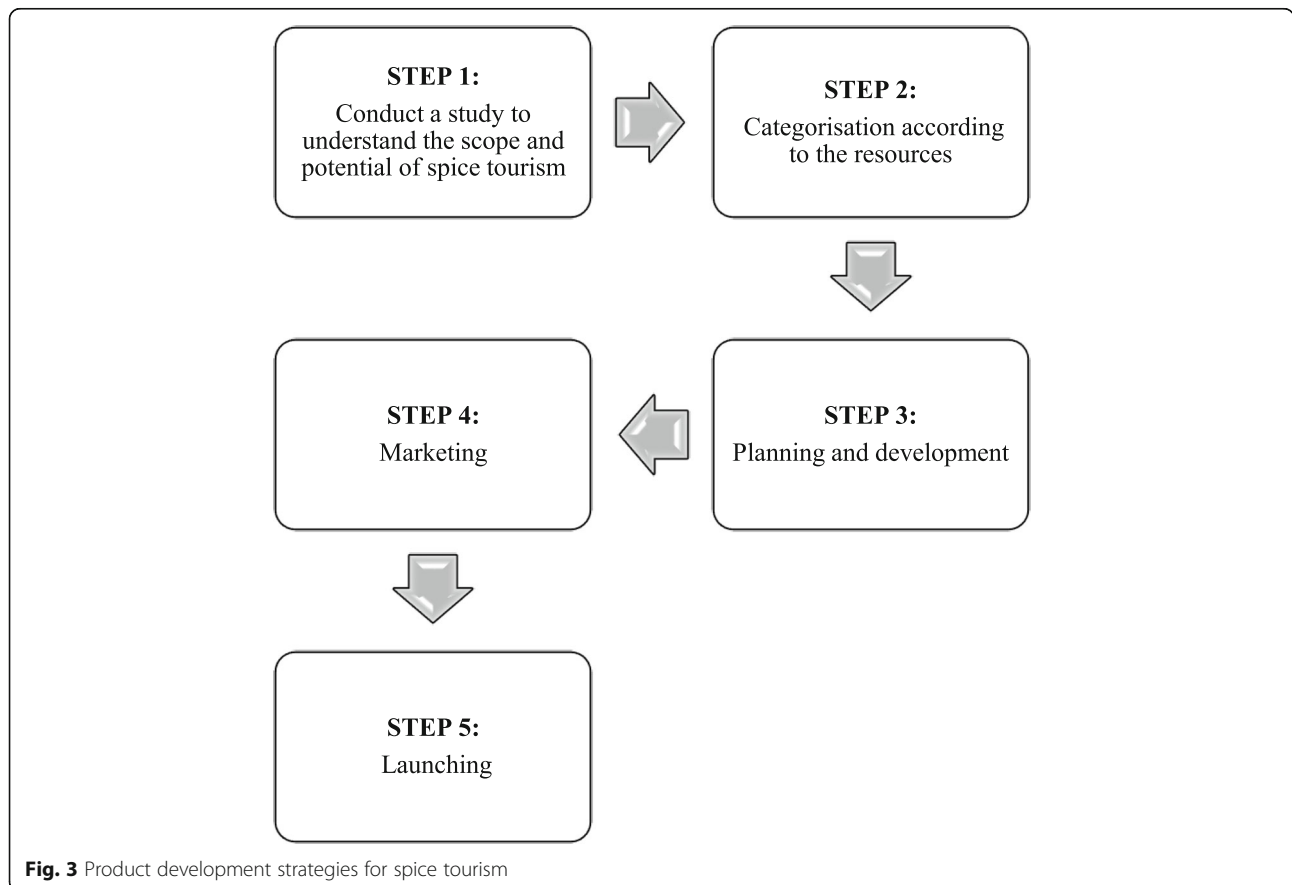 STEP 1:
Conduct a study to
understand the scope and
potential of spice tourism
STEP 2:
Categorisation according
to the resources
STEP 3:
Planning and development
STEP 4:
Marketing
STEP 5:
Launching
Fig. 3 Product development strategies for spice tourism